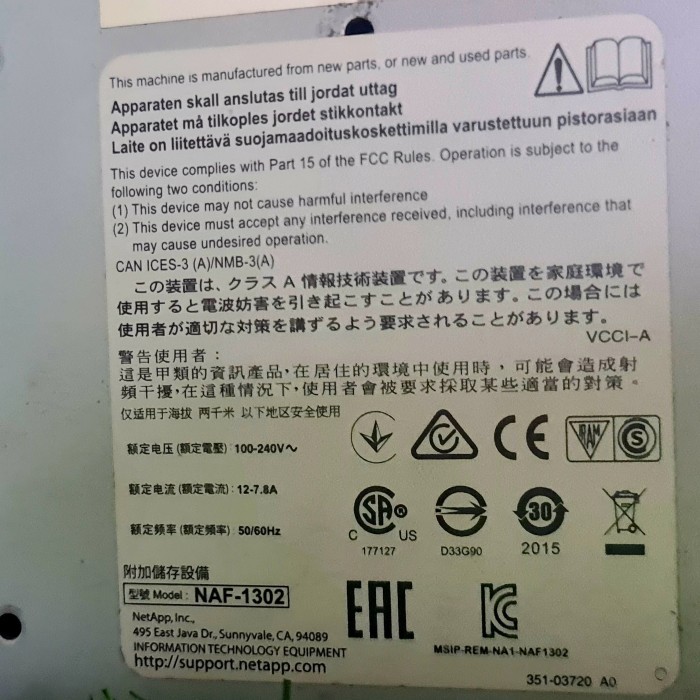 This machine is manufactured from new parts, or new and used parts.
Apparaten skall anslutas till jordat uttag
Apparatet må tilkoples jordet stikkontakt
Laite on liitettävä suojamaadoituskoskettimilla varustettuun pistorasiaan
This device complies with Part 15 of the FCC Rules. Operation is subject to the
following two conditions:
(1) This device may not cause harmful interference
(2) This device must accept any interference received, including interference that
may cause undesired operation.
CAN ICES-3 (A)/NMB-3(A)
この装置は、クラス A 情報技術装置です。この装置を家庭環境で
使用すると電波妨害を引き起こすことがあります。この場合には
使用者が適切な対策を講ずるよう要求されることがあります。
VCCI-A
警告使用者：
這是甲類的資訊產品，在居住的環境中使用時，可能會造成射
頻干擾，在這種情況下，使用者會被要求採取某些適當的對策。
仅适用于海拔 两千米 以下地区安全使用
额定电压 (額定電壓) : 100-240V～
CE
RAM S
额定电流 (額定電流) : 12-7.8A
SA ® 30
额定频率 (額定頻率) : 50/60Hz
C US
177127 D33G90 2015
附加儲存設備
型號 Model : NAF-1302
EAC
NetApp, Inc.,
495 East Java Dr., Sunnyvale, CA, 94089
INFORMATION TECHNOLOGY EQUIPMENT
MSIP-REM-NA1-NAF1302
http://support.netapp.com
351-03720 A0